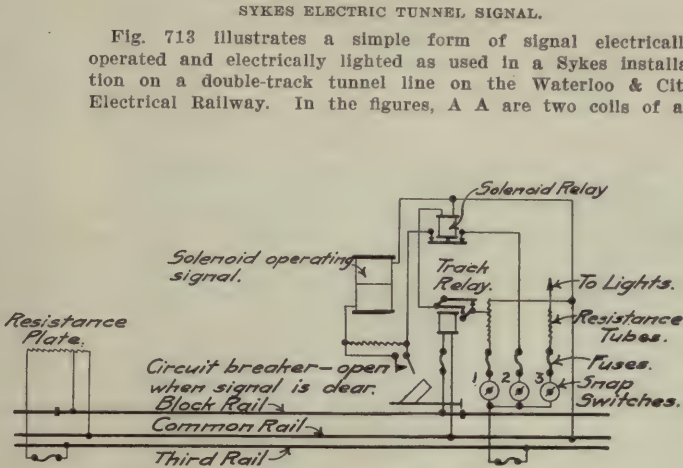 SYKES ELECTRIC TUNNEL SIGNAL.
Fig. 713 illustrates a simple form of signal electricall
operated and electrically lighted as used in a Sykes installa
tion on a double-track tunnel line on the Waterloo & Cit
Electrical Railway. In the figures, A A are two coils of a
Solenoid Relay
Solenoid operating
signal.
Track
Relay.
To Lights.
Resistance
Plate.
Resistance
Tubes.
Circuit breaker—open
when signal is clear.
Fuses.
1 2 3
Snap
Switches.
Block Rail
Common Rail
Third Rail